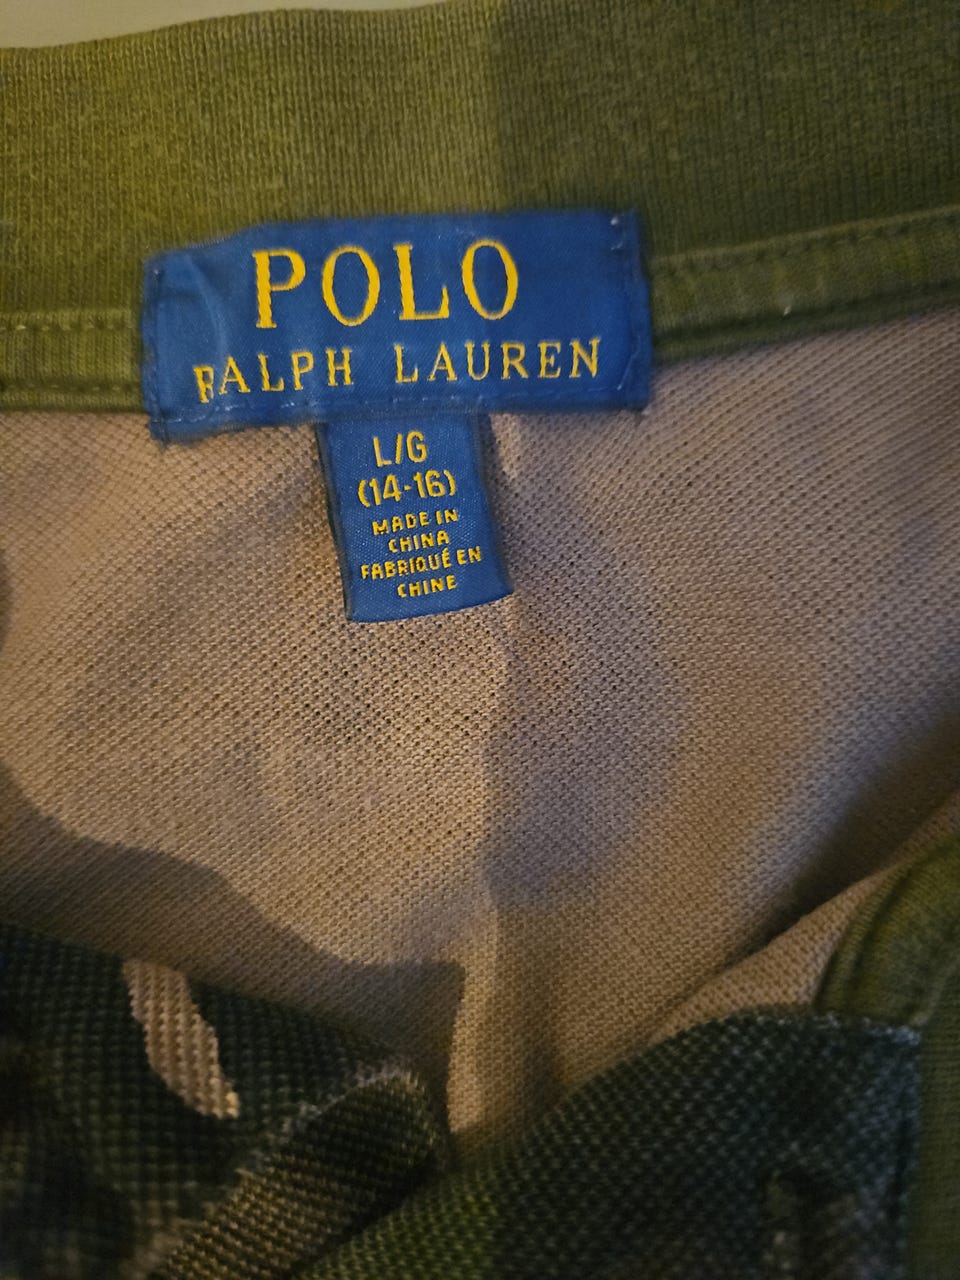 POLO
RALPH LAUREN
L/G
(14-16)
MADE IN
CHINA
FABRIQUÉ EN
CHINE